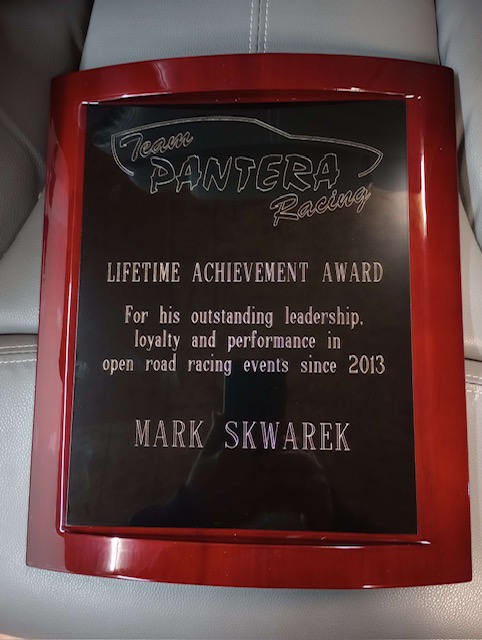 Team
PANTERA
Racing
LIFETIME ACHIEVEMENT AWARD
For his outstanding leadership,
loyalty and performance in
open road racing events since 2013
MARK SKWAREK